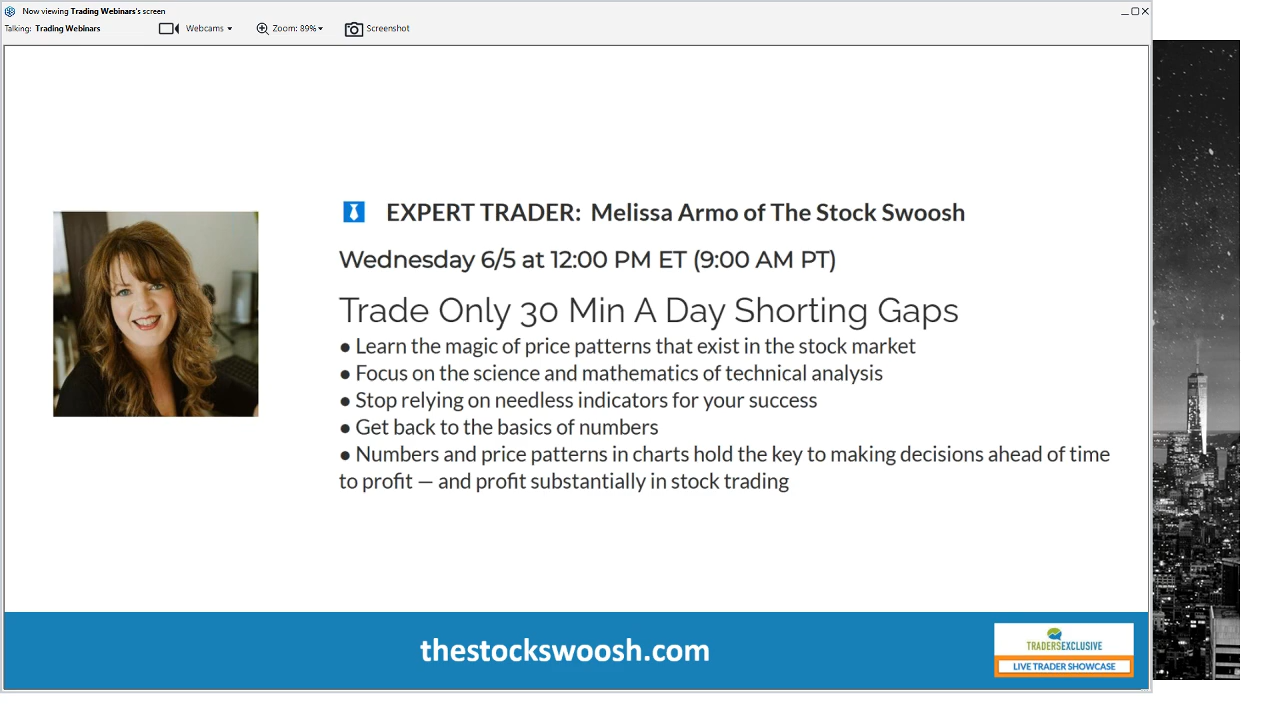 Now viewing Trading Webinars's screen
Talking: Trading Webinars
Webcams
Zoom: 89%
Screenshot
EXPERT TRADER: Melissa Armo of The Stock Swoosh
Wednesday 6/5 at 12:00 PM ET (9:00 AM PT)
Trade Only 30 Min A Day Shorting Gaps
● Learn the magic of price patterns that exist in the stock market
● Focus on the science and mathematics of technical analysis
● Stop relying on needless indicators for your success
● Get back to the basics of numbers
● Numbers and price patterns in charts hold the key to making decisions ahead of time
to profit — and profit substantially in stock trading
thestockswoosh.com
TRADERSEXCLUSIVE
LIVE TRADER SHOWCASE